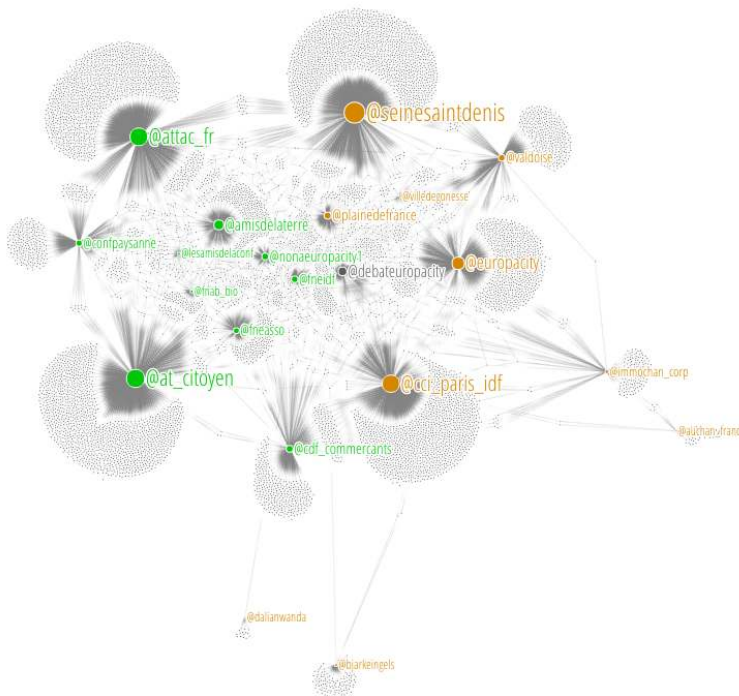 @seinesaintdenis
@attac_fr
@valdoise
@villedegonesse
@plainedefrance
@amisdelaterre
@confpaysanne
@lesamisdelaconf
@nonaeuropacity1
@europacity
@debateuropacity
@fneidf
@fnab_bio
@fneasso
@immochan_corp
@at_citoyen
@cci_paris_idf
@auchan_france
@cdf_commercants
@dalianwanda
@bjarkeingels